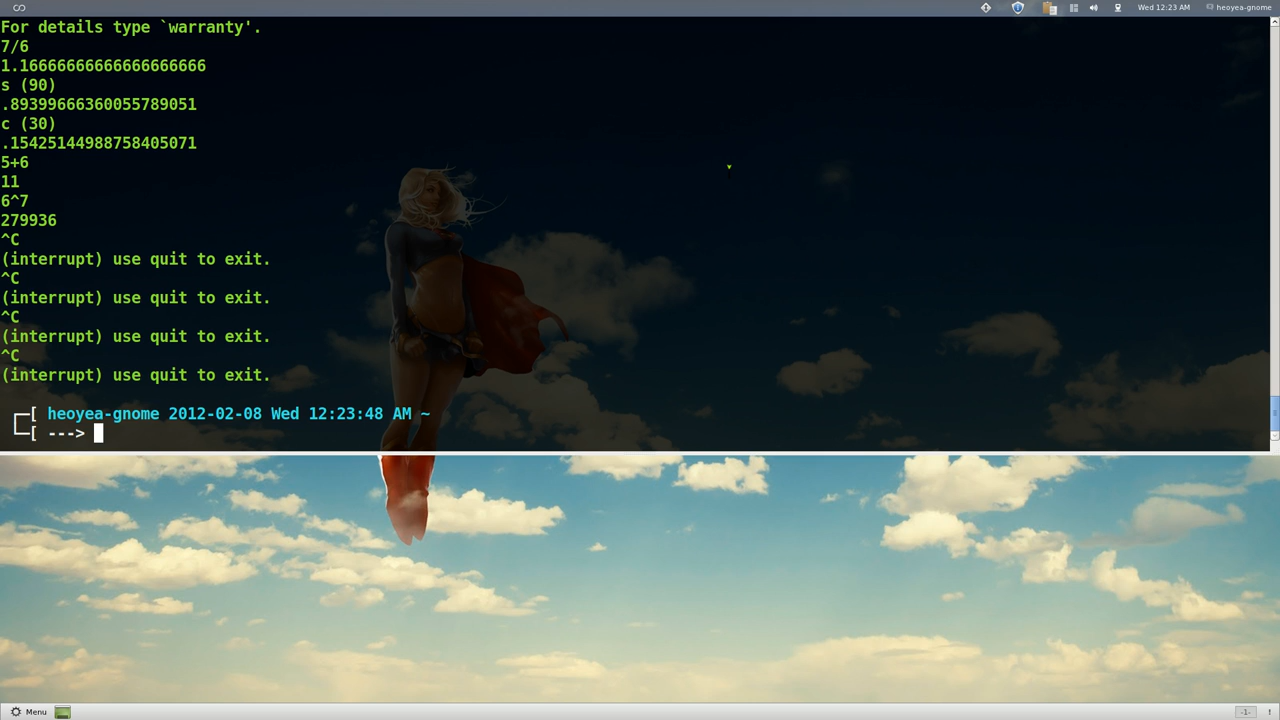 Wed 12:23 AM
heoyea-gnome
For details type `warranty'.
7/6
1.16666666666666666666
s (90)
.89399666360055789051
c (30)
.15425144988758405071
5+6
11
6^7
279936
^C
(interrupt) use quit to exit.
^C
(interrupt) use quit to exit.
^C
(interrupt) use quit to exit.
^C
(interrupt) use quit to exit.
[ heoyea-gnome 2012-02-08 Wed 12:23:48 AM ~
[ --->
Menu
-1-